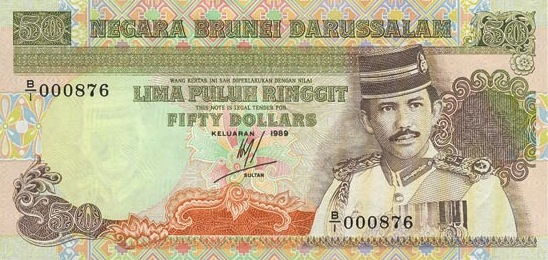 50 NEGARA BRUNEI DARUSSALAM 50
B/1 000876
WANG KERTAS INI SAH DIPERLAKUKAN DENGAN NILAI
LIMA PULUH RINGGIT
THIS NOTE IS LEGAL TENDER FOR
FIFTY DOLLARS
KELUARAN 1989
SULTAN
50
B/1 000876